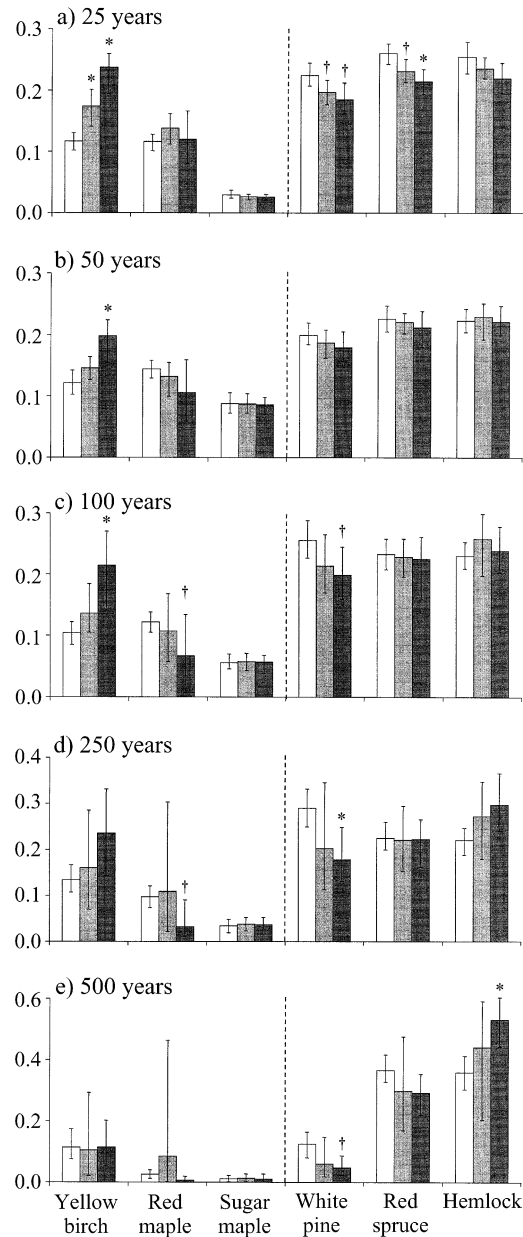 a) 25 years
0.3
0.2
0.1
0.0
* * † † † *
b) 50 years
0.3
0.2
0.1
0.0
*
c) 100 years
0.3
0.2
0.1
0.0
* † †
d) 250 years
0.4
0.3
0.2
0.1
0.0
† *
e) 500 years
0.6
0.4
0.2
0.0
† *
Yellow birch
Red maple
Sugar maple
White pine
Red spruce
Hemlock